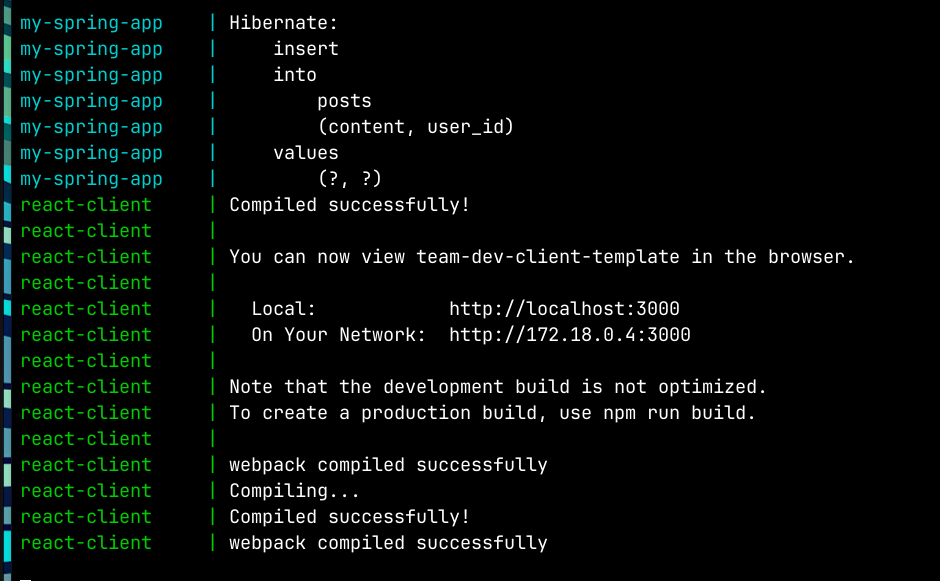 my-spring-app    | Hibernate:
my-spring-app    |     insert
my-spring-app    |     into
my-spring-app    |         posts
my-spring-app    |         (content, user_id)
my-spring-app    |     values
my-spring-app    |         (?, ?)
react-client     | Compiled successfully!
react-client     |
react-client     | You can now view team-dev-client-template in the browser.
react-client     |
react-client     |   Local:            http://localhost:3000
react-client     |   On Your Network:  http://172.18.0.4:3000
react-client     |
react-client     | Note that the development build is not optimized.
react-client     | To create a production build, use npm run build.
react-client     |
react-client     | webpack compiled successfully
react-client     | Compiling...
react-client     | Compiled successfully!
react-client     | webpack compiled successfully